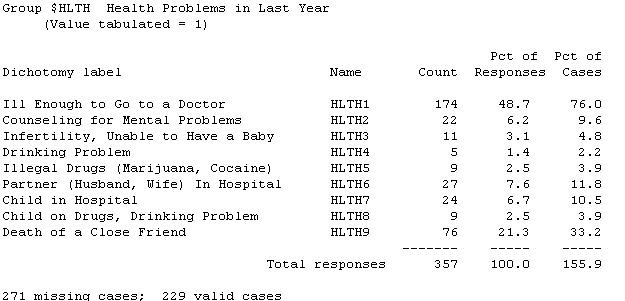 Group $HLTH  Health Problems in Last Year
(Value tabulated = 1)
Pct of  Pct of
Dichotomy label  Name  Count  Responses  Cases
Ill Enough to Go to a Doctor  HLTH1  174  48.7  76.0
Counseling for Mental Problems  HLTH2  22  6.2  9.6
Infertility, Unable to Have a Baby  HLTH3  11  3.1  4.8
Drinking Problem  HLTH4  5  1.4  2.2
Illegal Drugs (Marijuana, Cocaine)  HLTH5  9  2.5  3.9
Partner (Husband, Wife) In Hospital  HLTH6  27  7.6  11.8
Child in Hospital  HLTH7  24  6.7  10.5
Child on Drugs, Drinking Problem  HLTH8  9  2.5  3.9
Death of a Close Friend  HLTH9  76  21.3  33.2
-------  -----  -----
Total responses  357  100.0  155.9
271 missing cases;  229 valid cases